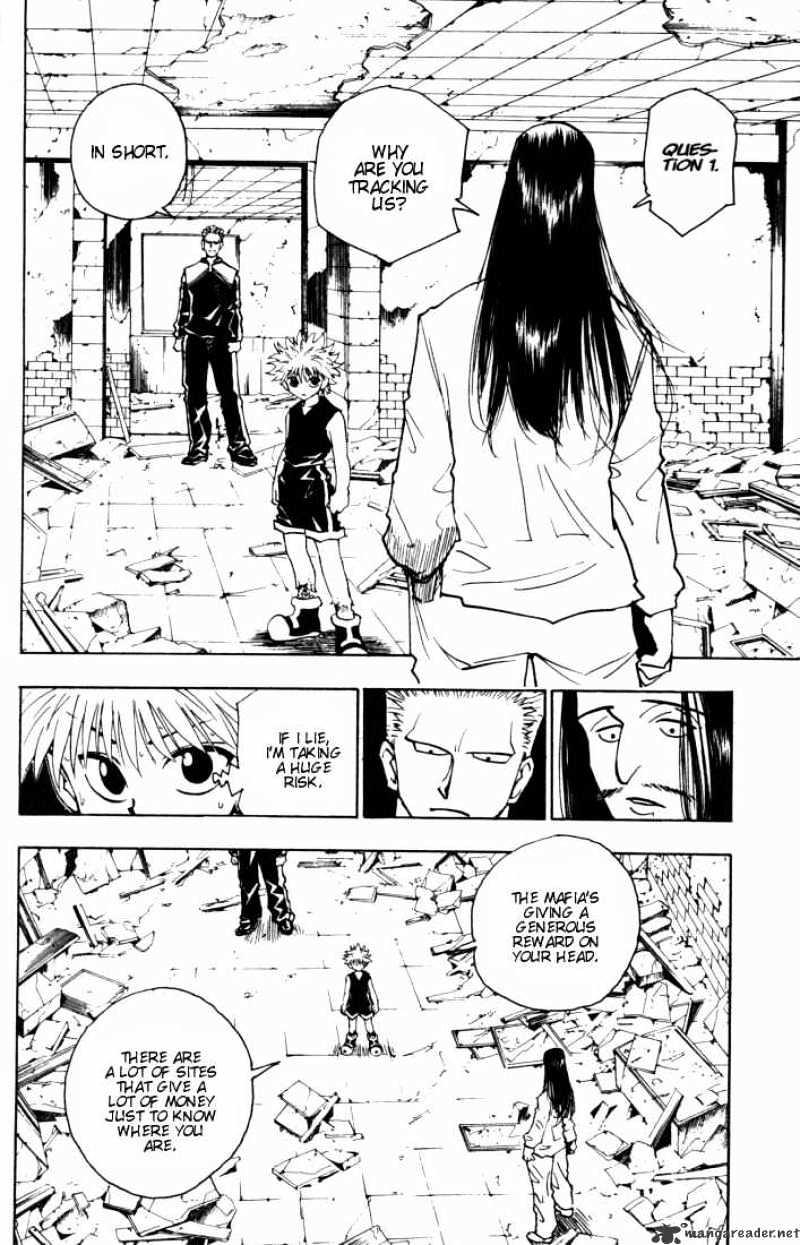 QUES-
TION 1.
WHY
ARE YOU
TRACKING
US?
IN SHORT.
IF I LIE,
I'M TAKING
A HUGE
RISK.
THE MAFIA'S
GIVING A
GENEROUS
REWARD ON
YOUR HEAD.
THERE ARE
A LOT OF SITES
THAT GIVE A
LOT OF MONEY
JUST TO KNOW
WHERE YOU
ARE.
mangareader.net